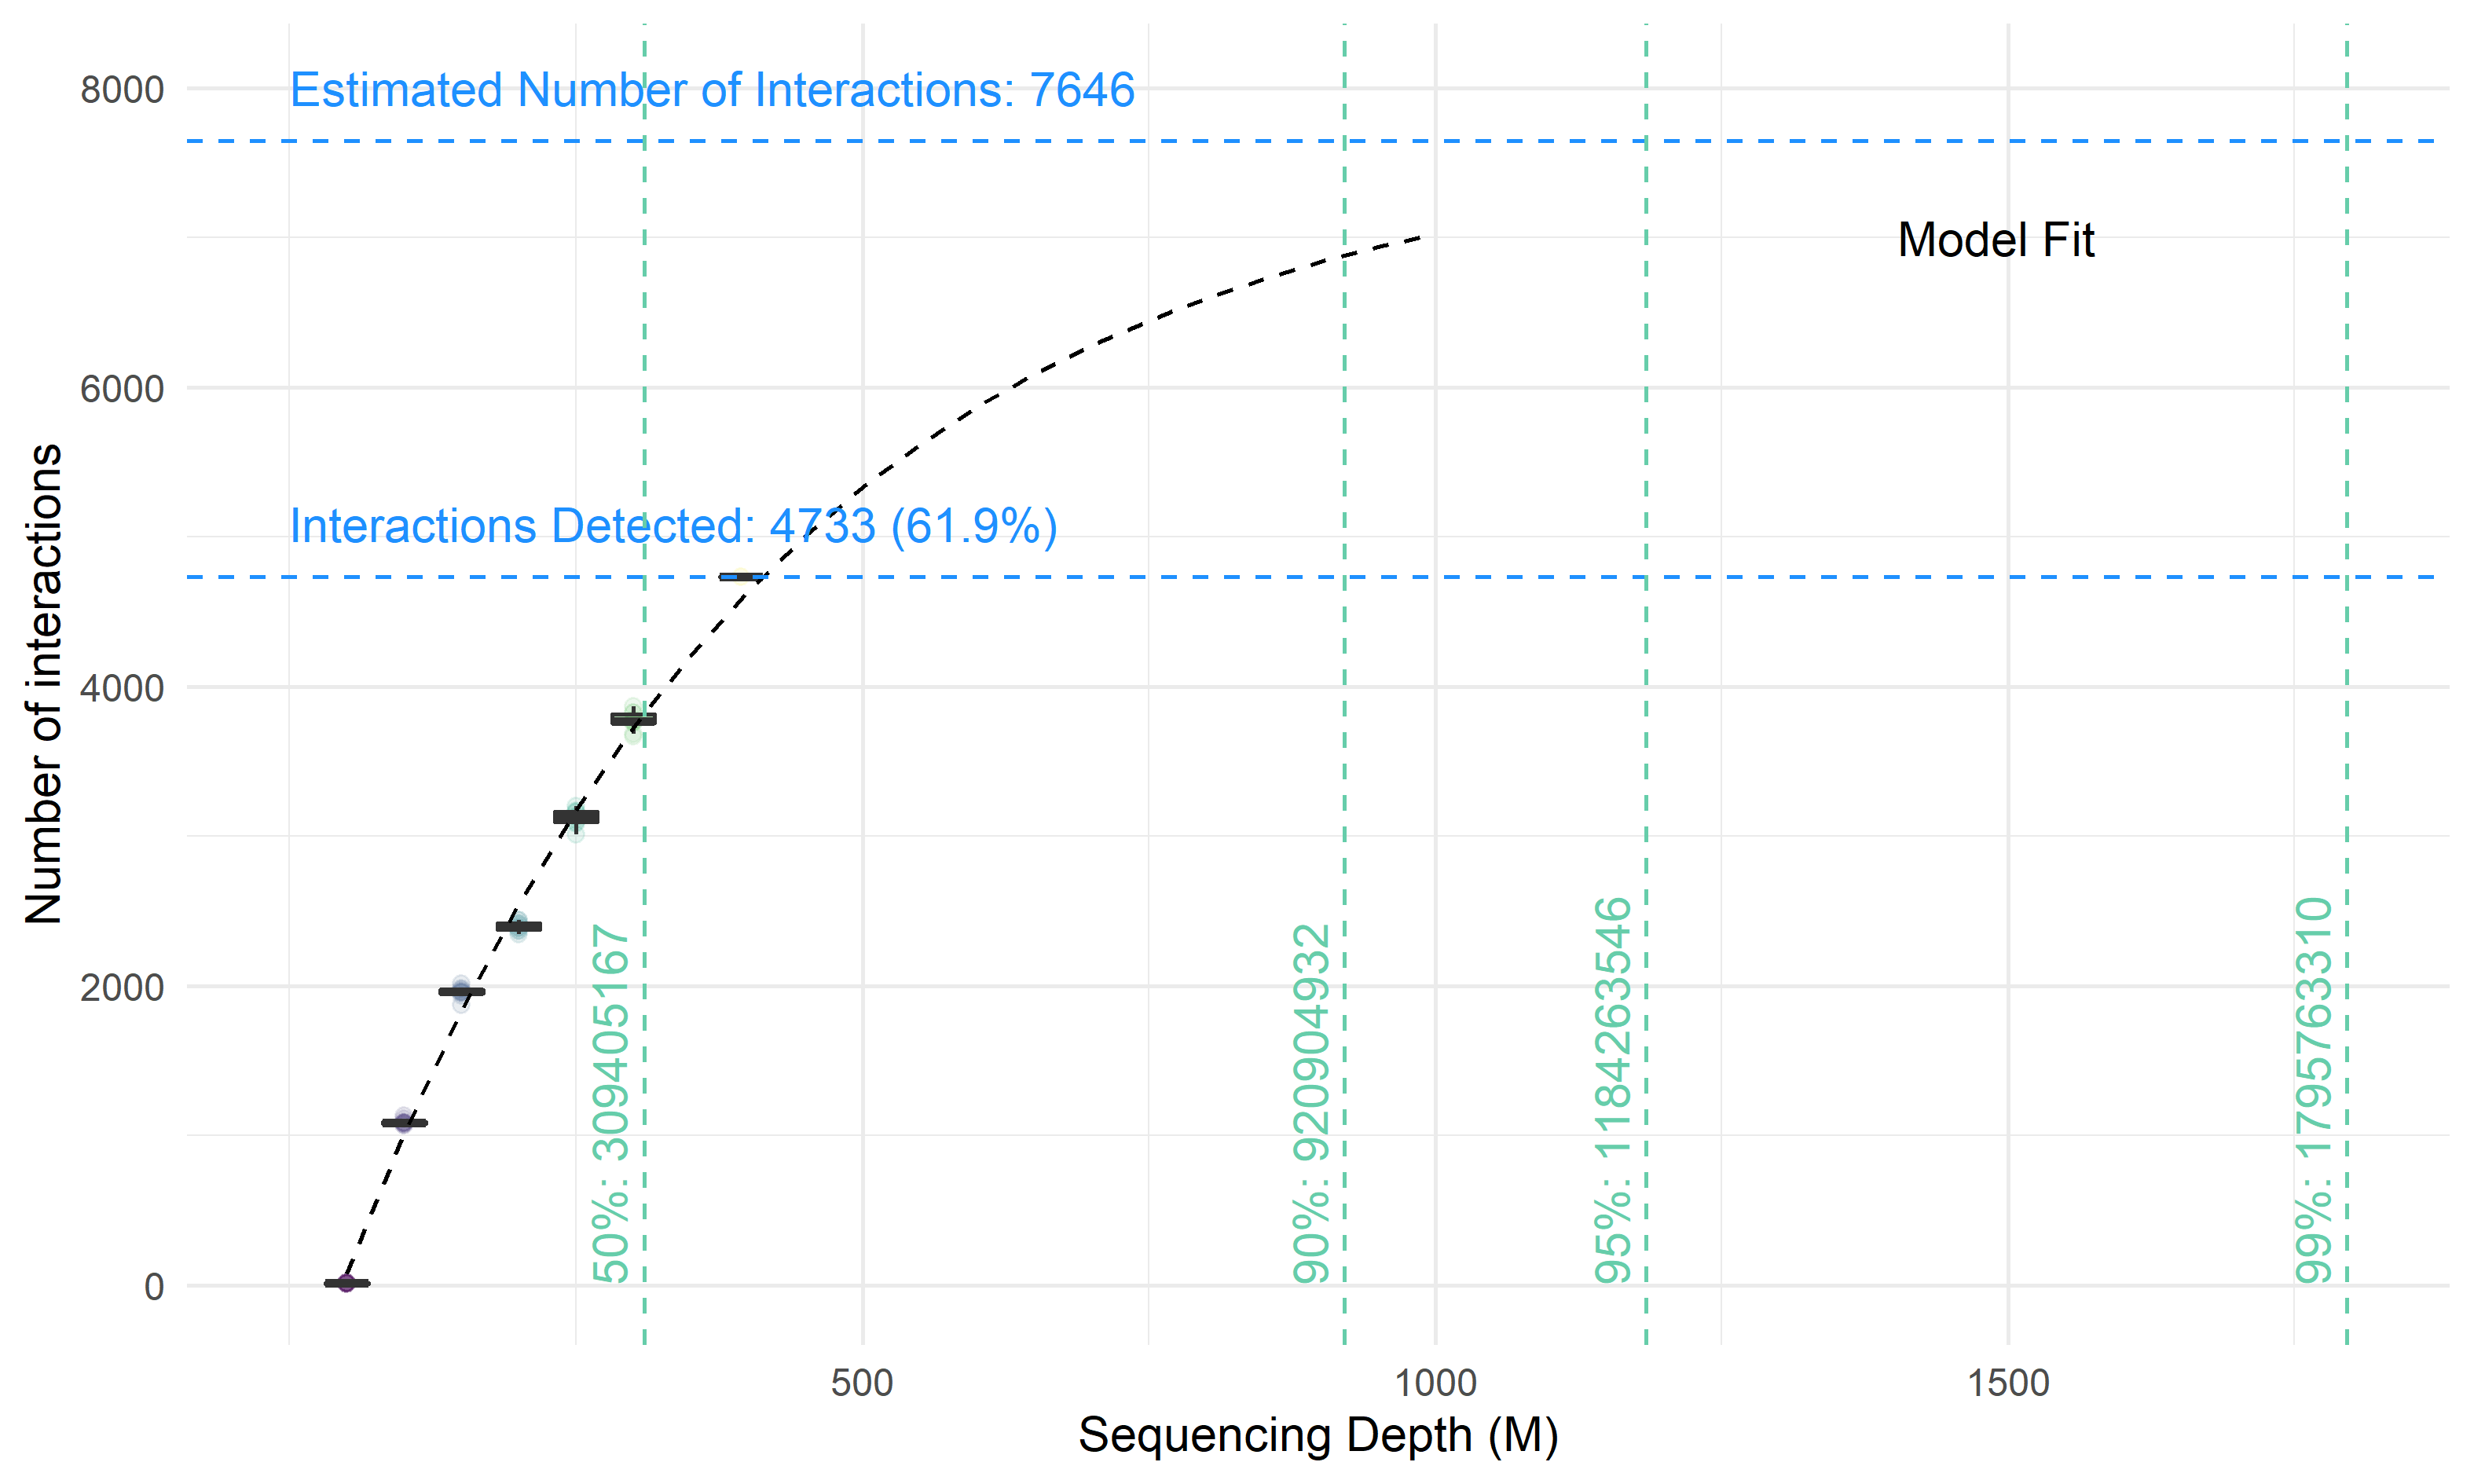 Estimated Number of Interactions: 7646
Interactions Detected: 4733 (61.9%)
Model Fit
8000
6000
4000
2000
0
Number of interactions
50%: 309405167
90%: 920904932
95%: 1184263546
99%: 1795763310
500
1000
1500
Sequencing Depth (M)